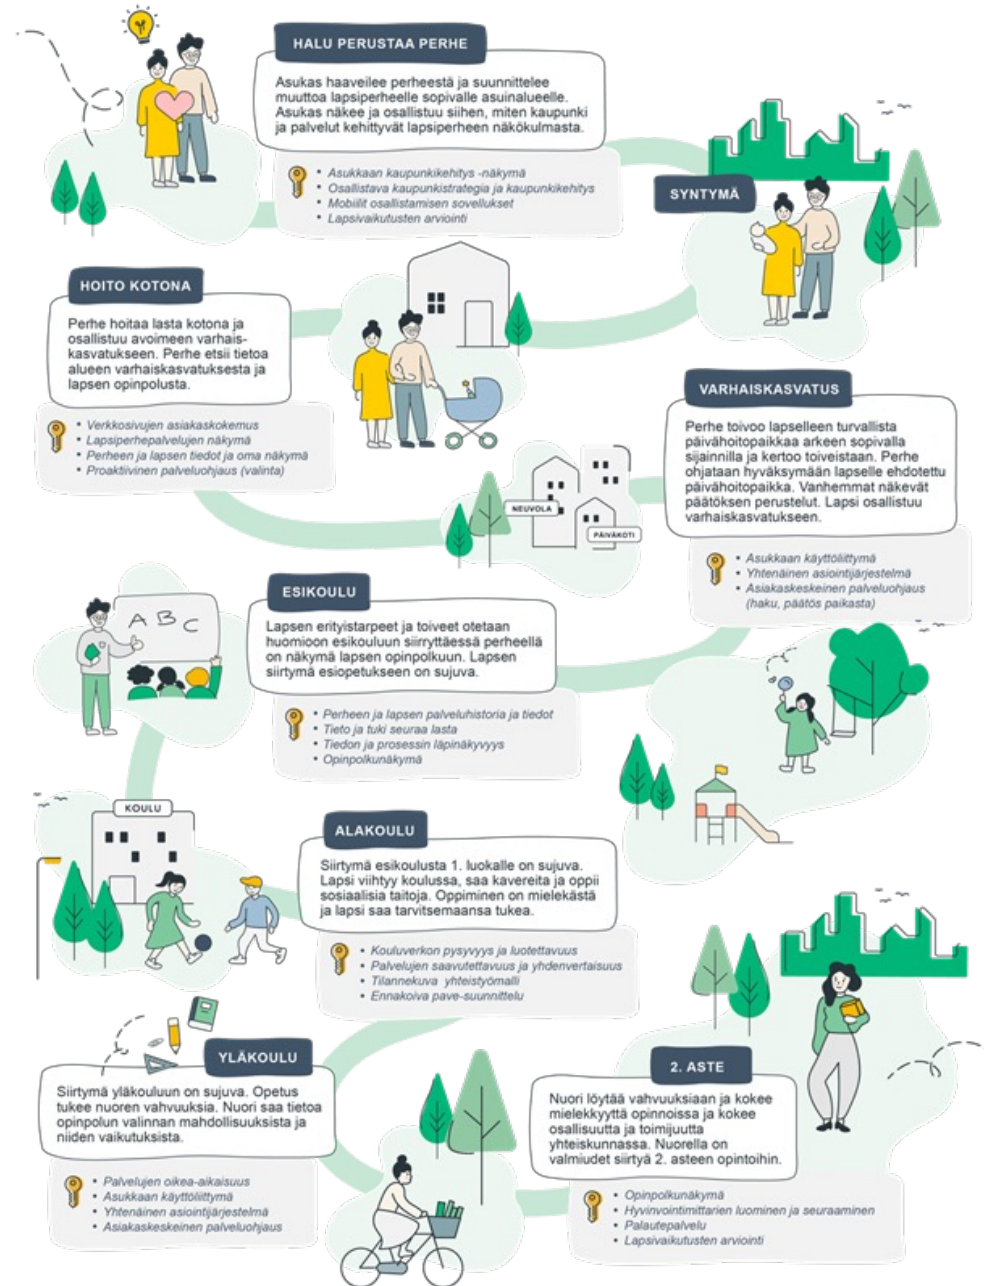 HALU PERUSTAA PERHE
Asukas haaveilee perheestä ja suunnittelee
muuttoa lapsiperheelle sopivalle asuinalueelle.
Asukas näkee ja osallistuu siihen, miten kaupunki
ja palvelut kehittyvät lapsiperheen näkökulmasta.
• Asukkaan kaupunkikehitys -näkymä
• Osallistava kaupunkistrategia ja kaupunkikehitys
• Mobiilit osallistamisen sovellukset
• Lapsivaikutusten arviointi
SYNTYMÄ
HOITO KOTONA
Perhe hoitaa lasta kotona ja
osallistuu avoimeen varhais-
kasvatukseen. Perhe etsii tietoa
alueen varhaiskasvatuksesta ja
lapsen opinpolusta.
• Verkkosivujen asiakaskokemus
• Lapsiperhepalvelujen näkymä
• Perheen ja lapsen tiedot ja oma näkymä
• Proaktiivinen palveluohjaus (valinta)
NEUVOLA
PÄIVÄKOTI
VARHAISKASVATUS
Perhe toivoo lapselleen turvallista
päivähoitopaikkaa arkeen sopivalla
sijainnilla ja kertoo toiveistaan. Perhe
ohjataan hyväksymään lapselle ehdotettu
päivähoitopaikka. Vanhemmat näkevät
päätöksen perustelut. Lapsi osallistuu
varhaiskasvatukseen.
• Asukkaan käyttöliittymä
• Yhtenäinen asiointijärjestelmä
• Asiakaskeskeinen palveluohjaus
(haku, päätös paikasta)
A B C
ESIKOULU
Lapsen erityistarpeet ja toiveet otetaan
huomioon esikouluun siirryttäessä perheellä
on näkymä lapsen opinpolkuun. Lapsen
siirtymä esiopetukseen on sujuva.
• Perheen ja lapsen palveluhistoria ja tiedot
• Tieto ja tuki seuraa lasta
• Tiedon ja prosessin läpinäkyvyys
• Opinpolkunäkymä
KOULU
ALAKOULU
Siirtymä esikoulusta 1. luokalle on sujuva.
Lapsi viihtyy koulussa, saa kavereita ja oppii
sosiaalisia taitoja. Oppiminen on mielekästä
ja lapsi saa tarvitsemaansa tukea.
• Kouluverkon pysyvyys ja luotettavuus
• Palvelujen saavutettavuus ja yhdenvertaisuus
• Tilannekuva yhteistyömalli
• Ennakoiva pave-suunnittelu
YLÄKOULU
Siirtymä yläkouluun on sujuva. Opetus
tukee nuoren vahvuuksia. Nuori saa tietoa
opinpolun valinnan mahdollisuuksista ja
niiden vaikutuksista.
• Palvelujen oikea-aikaisuus
• Asukkaan käyttöliittymä
• Yhtenäinen asiointijärjestelmä
• Asiakaskeskeinen palveluohjaus
2. ASTE
Nuori löytää vahvuuksiaan ja kokee
mielekkyyttä opinnoissa ja kokee
osallisuutta ja toimijuutta
yhteiskunnassa. Nuorella on
valmiudet siirtyä 2. asteen opintoihin.
• Opinpolkunäkymä
• Hyvinvointimittarien luominen ja seuraaminen
• Palautepalvelu
• Lapsivaikutusten arviointi